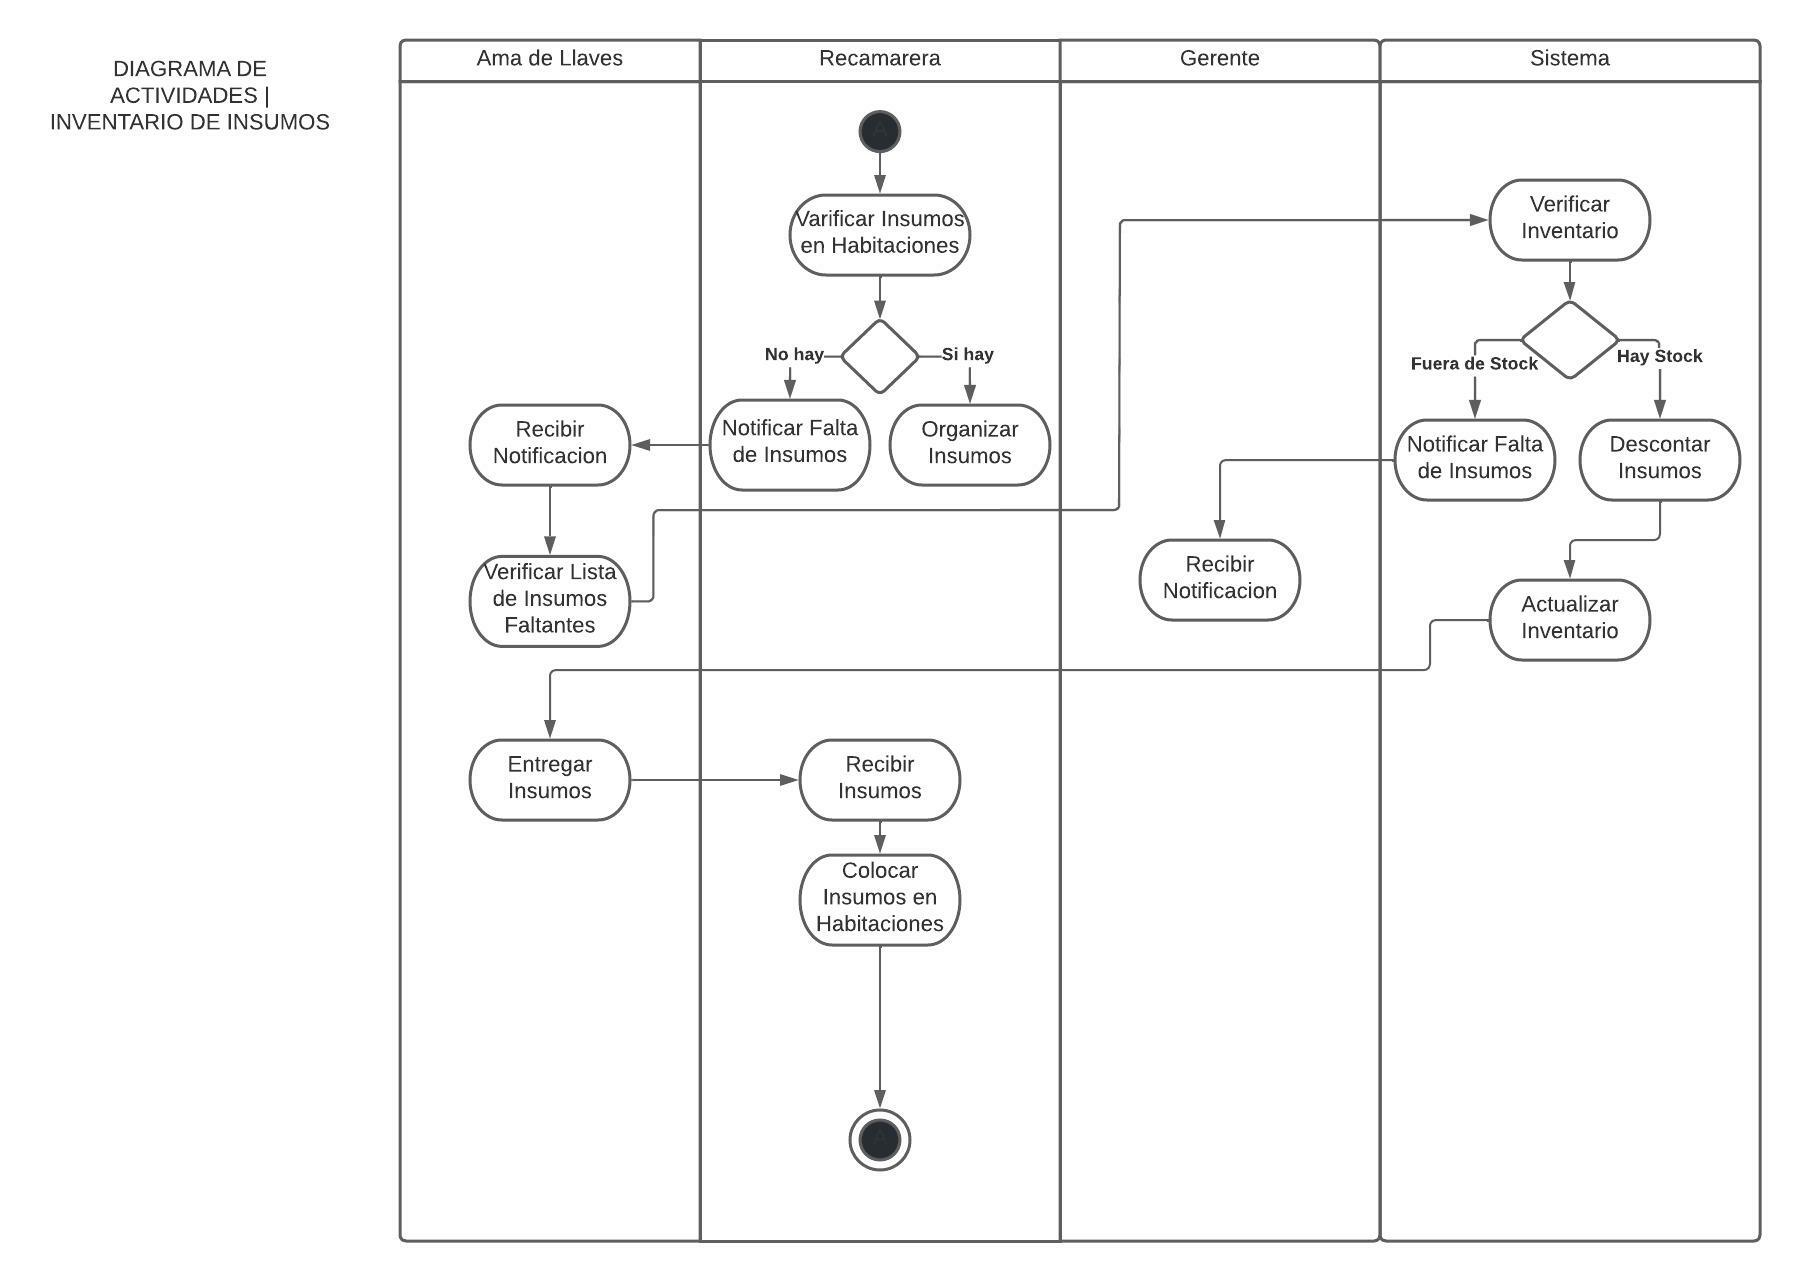 DIAGRAMA DE
ACTIVIDADES |
INVENTARIO DE INSUMOS
Ama de Llaves
Recamarera
Gerente
Sistema
A
Varificar Insumos
en Habitaciones
Verificar
Inventario
No hay
Si hay
Fuera de Stock
Hay Stock
Recibir
Notificacion
Notificar Falta
de Insumos
Organizar
Insumos
Notificar Falta
de Insumos
Descontar
Insumos
Verificar Lista
de Insumos
Faltantes
Recibir
Notificacion
Actualizar
Inventario
Entregar
Insumos
Recibir
Insumos
Colocar
Insumos en
Habitaciones
A